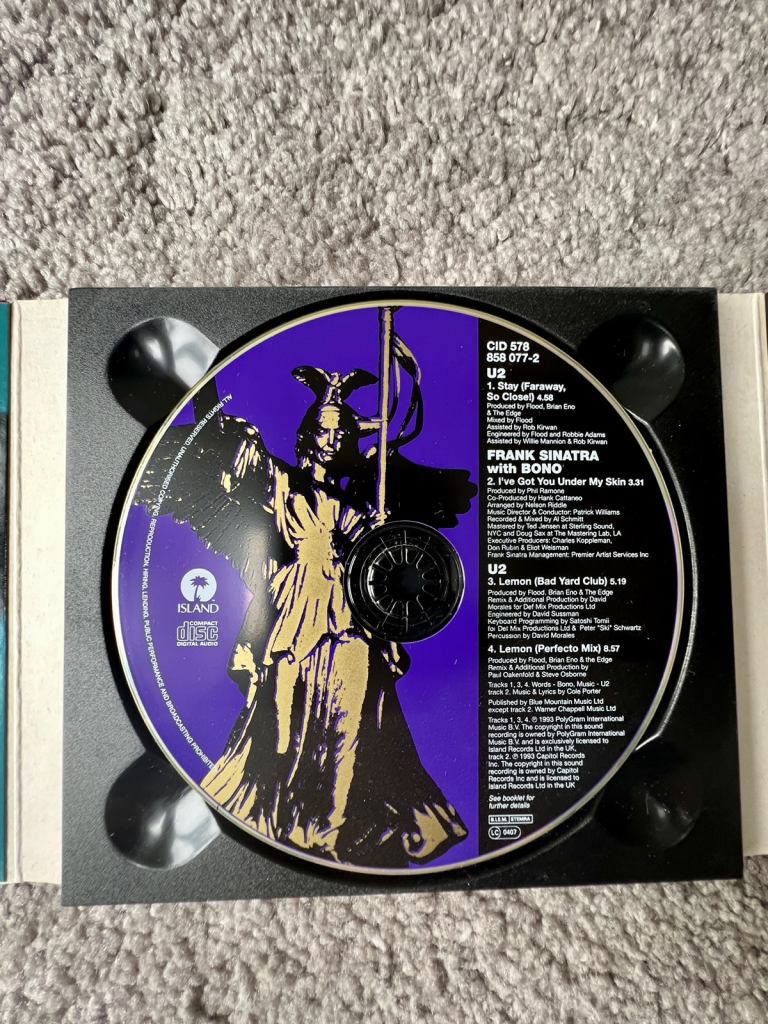 ALL RIGHTS RESERVED. UNAUTHORISED COPYING, REPRODUCTION, HIRING, LENDING, PUBLIC PERFORMANCE AND BROADCASTING PROHIBITED
ISLAND
COMPACT
disc
DIGITAL AUDIO
CID 578
858 077-2
U2
1. Stay (Faraway,
So Close!) 4.58
Produced by Flood, Brian Eno
& The Edge
Mixed by Flood
Assisted by Rob Kirwan
Engineered by Flood and Robbie Adams
Assisted by Willie Mannion & Rob Kirwan
FRANK SINATRA
with BONO
2. I've Got You Under My Skin 3.31
Produced by Phil Ramone
Co-Produced by Hank Cattaneo
Arranged by Nelson Riddle
Music Director & Conductor: Patrick Williams
Recorded & Mixed by Al Schmitt
Mastered by Ted Jensen at Sterling Sound,
NYC and Doug Sax at The Mastering Lab, LA
Executive Producers: Charles Koppleman,
Don Rubin & Eliot Weisman
Frank Sinatra Management: Premier Artist Services Inc
U2
3. Lemon (Bad Yard Club) 5.19
Produced by Flood, Brian Eno & The Edge
Remix & Additional Production by David
Morales for Def Mix Productions Ltd
Engineered by David Sussman
Keyboard Programming by Satoshi Tomii
for Def Mix Productions Ltd & Peter "Ski" Schwartz
Percussion by David Morales
4. Lemon (Perfecto Mix) 8.57
Produced by Flood, Brian Eno & the Edge
Remix & Additional Production by
Paul Oakenfold & Steve Osborne
Tracks 1, 3, 4. Words - Bono, Music - U2
track 2. Music & Lyrics by Cole Porter
Published by Blue Mountain Music Ltd
except track 2. Warner Chappell Music Ltd
Tracks 1, 3, 4. ℗ 1993 PolyGram International
Music B.V. The copyright in this sound
recording is owned by PolyGram International
Music B.V. and is exclusively licensed to
Island Records Ltd in the UK,
track 2. ℗ 1993 Capitol Records
Inc. The copyright in this sound
recording is owned by Capitol
Records Inc and is licensed to
Island Records Ltd in the UK
See booklet for
further details
B.I.E.M. STEMRA
LC 0407